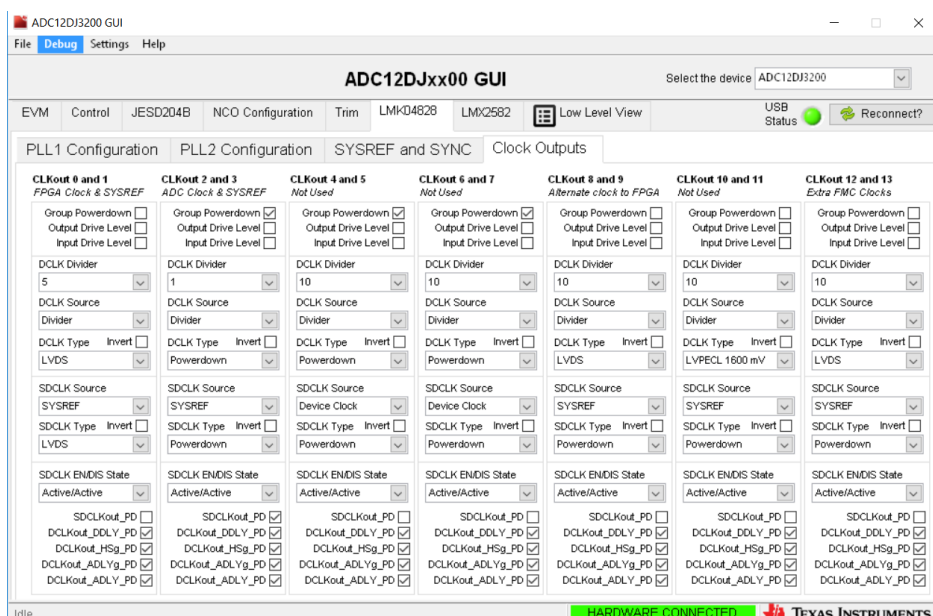 ADC12DJ3200 GUI
File Debug Settings Help
ADC12DJxx00 GUI
Select the device ADC12DJ3200
EVM Control JESD204B NCO Configuration Trim LMK04828 LMX2582 Low Level View USB Status Reconnect?
PLL1 Configuration PLL2 Configuration SYSREF and SYNC Clock Outputs
CLKout 0 and 1 CLKout 2 and 3 CLKout 4 and 5 CLKout 6 and 7 CLKout 8 and 9 CLKout 10 and 11 CLKout 12 and 13
FPGA Clock & SYSREF ADC Clock & SYSREF Not Used Not Used Alternate clock to FPGA Not Used Extra FMC Clocks
Group Powerdown Group Powerdown Group Powerdown Group Powerdown Group Powerdown Group Powerdown Group Powerdown
Output Drive Level Output Drive Level Output Drive Level Output Drive Level Output Drive Level Output Drive Level Output Drive Level
Input Drive Level Input Drive Level Input Drive Level Input Drive Level Input Drive Level Input Drive Level Input Drive Level
DCLK Divider DCLK Divider DCLK Divider DCLK Divider DCLK Divider DCLK Divider DCLK Divider
5 1 10 10 10 10 10
DCLK Source DCLK Source DCLK Source DCLK Source DCLK Source DCLK Source DCLK Source
Divider Divider Divider Divider Divider Divider Divider
DCLK Type Invert DCLK Type Invert DCLK Type Invert DCLK Type Invert DCLK Type Invert DCLK Type Invert DCLK Type Invert
LVDS Powerdown Powerdown Powerdown LVDS LVPECL 1600 mV LVDS
SDCLK Source SDCLK Source SDCLK Source SDCLK Source SDCLK Source SDCLK Source SDCLK Source
SYSREF SYSREF Device Clock Device Clock SYSREF SYSREF SYSREF
SDCLK Type Invert SDCLK Type Invert SDCLK Type Invert SDCLK Type Invert SDCLK Type Invert SDCLK Type Invert SDCLK Type Invert
LVDS Powerdown Powerdown Powerdown Powerdown Powerdown Powerdown
SDCLK EN/DIS State SDCLK EN/DIS State SDCLK EN/DIS State SDCLK EN/DIS State SDCLK EN/DIS State SDCLK EN/DIS State SDCLK EN/DIS State
Active/Active Active/Active Active/Active Active/Active Active/Active Active/Active Active/Active
SDCLKout_PD SDCLKout_PD SDCLKout_PD SDCLKout_PD SDCLKout_PD SDCLKout_PD SDCLKout_PD
DCLKout_DDLY_PD DCLKout_DDLY_PD DCLKout_DDLY_PD DCLKout_DDLY_PD DCLKout_DDLY_PD DCLKout_DDLY_PD DCLKout_DDLY_PD
DCLKout_HSg_PD DCLKout_HSg_PD DCLKout_HSg_PD DCLKout_HSg_PD DCLKout_HSg_PD DCLKout_HSg_PD DCLKout_HSg_PD
DCLKout_ADLYg_PD DCLKout_ADLYg_PD DCLKout_ADLYg_PD DCLKout_ADLYg_PD DCLKout_ADLYg_PD DCLKout_ADLYg_PD DCLKout_ADLYg_PD
DCLKout_ADLY_PD DCLKout_ADLY_PD DCLKout_ADLY_PD DCLKout_ADLY_PD DCLKout_ADLY_PD DCLKout_ADLY_PD DCLKout_ADLY_PD
Idle HARDWARE CONNECTED TEXAS INSTRUMENTS